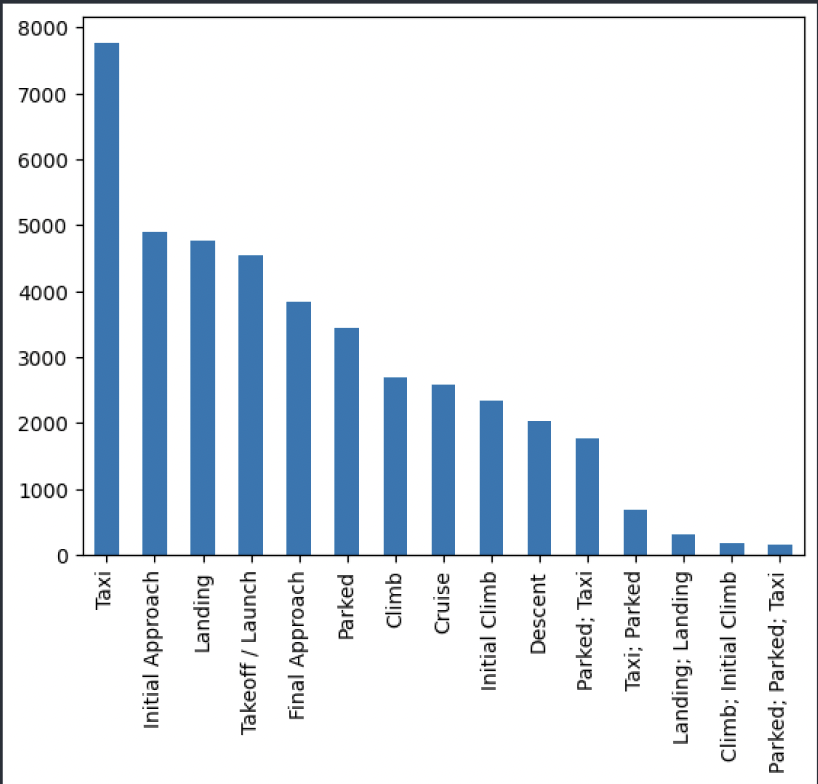 8000
7000
6000
5000
4000
3000
2000
1000
0
Taxi
Initial Approach
Landing
Takeoff / Launch
Final Approach
Parked
Climb
Cruise
Initial Climb
Descent
Parked; Taxi
Taxi; Parked
Landing; Landing
Climb; Initial Climb
Parked; Parked; Taxi